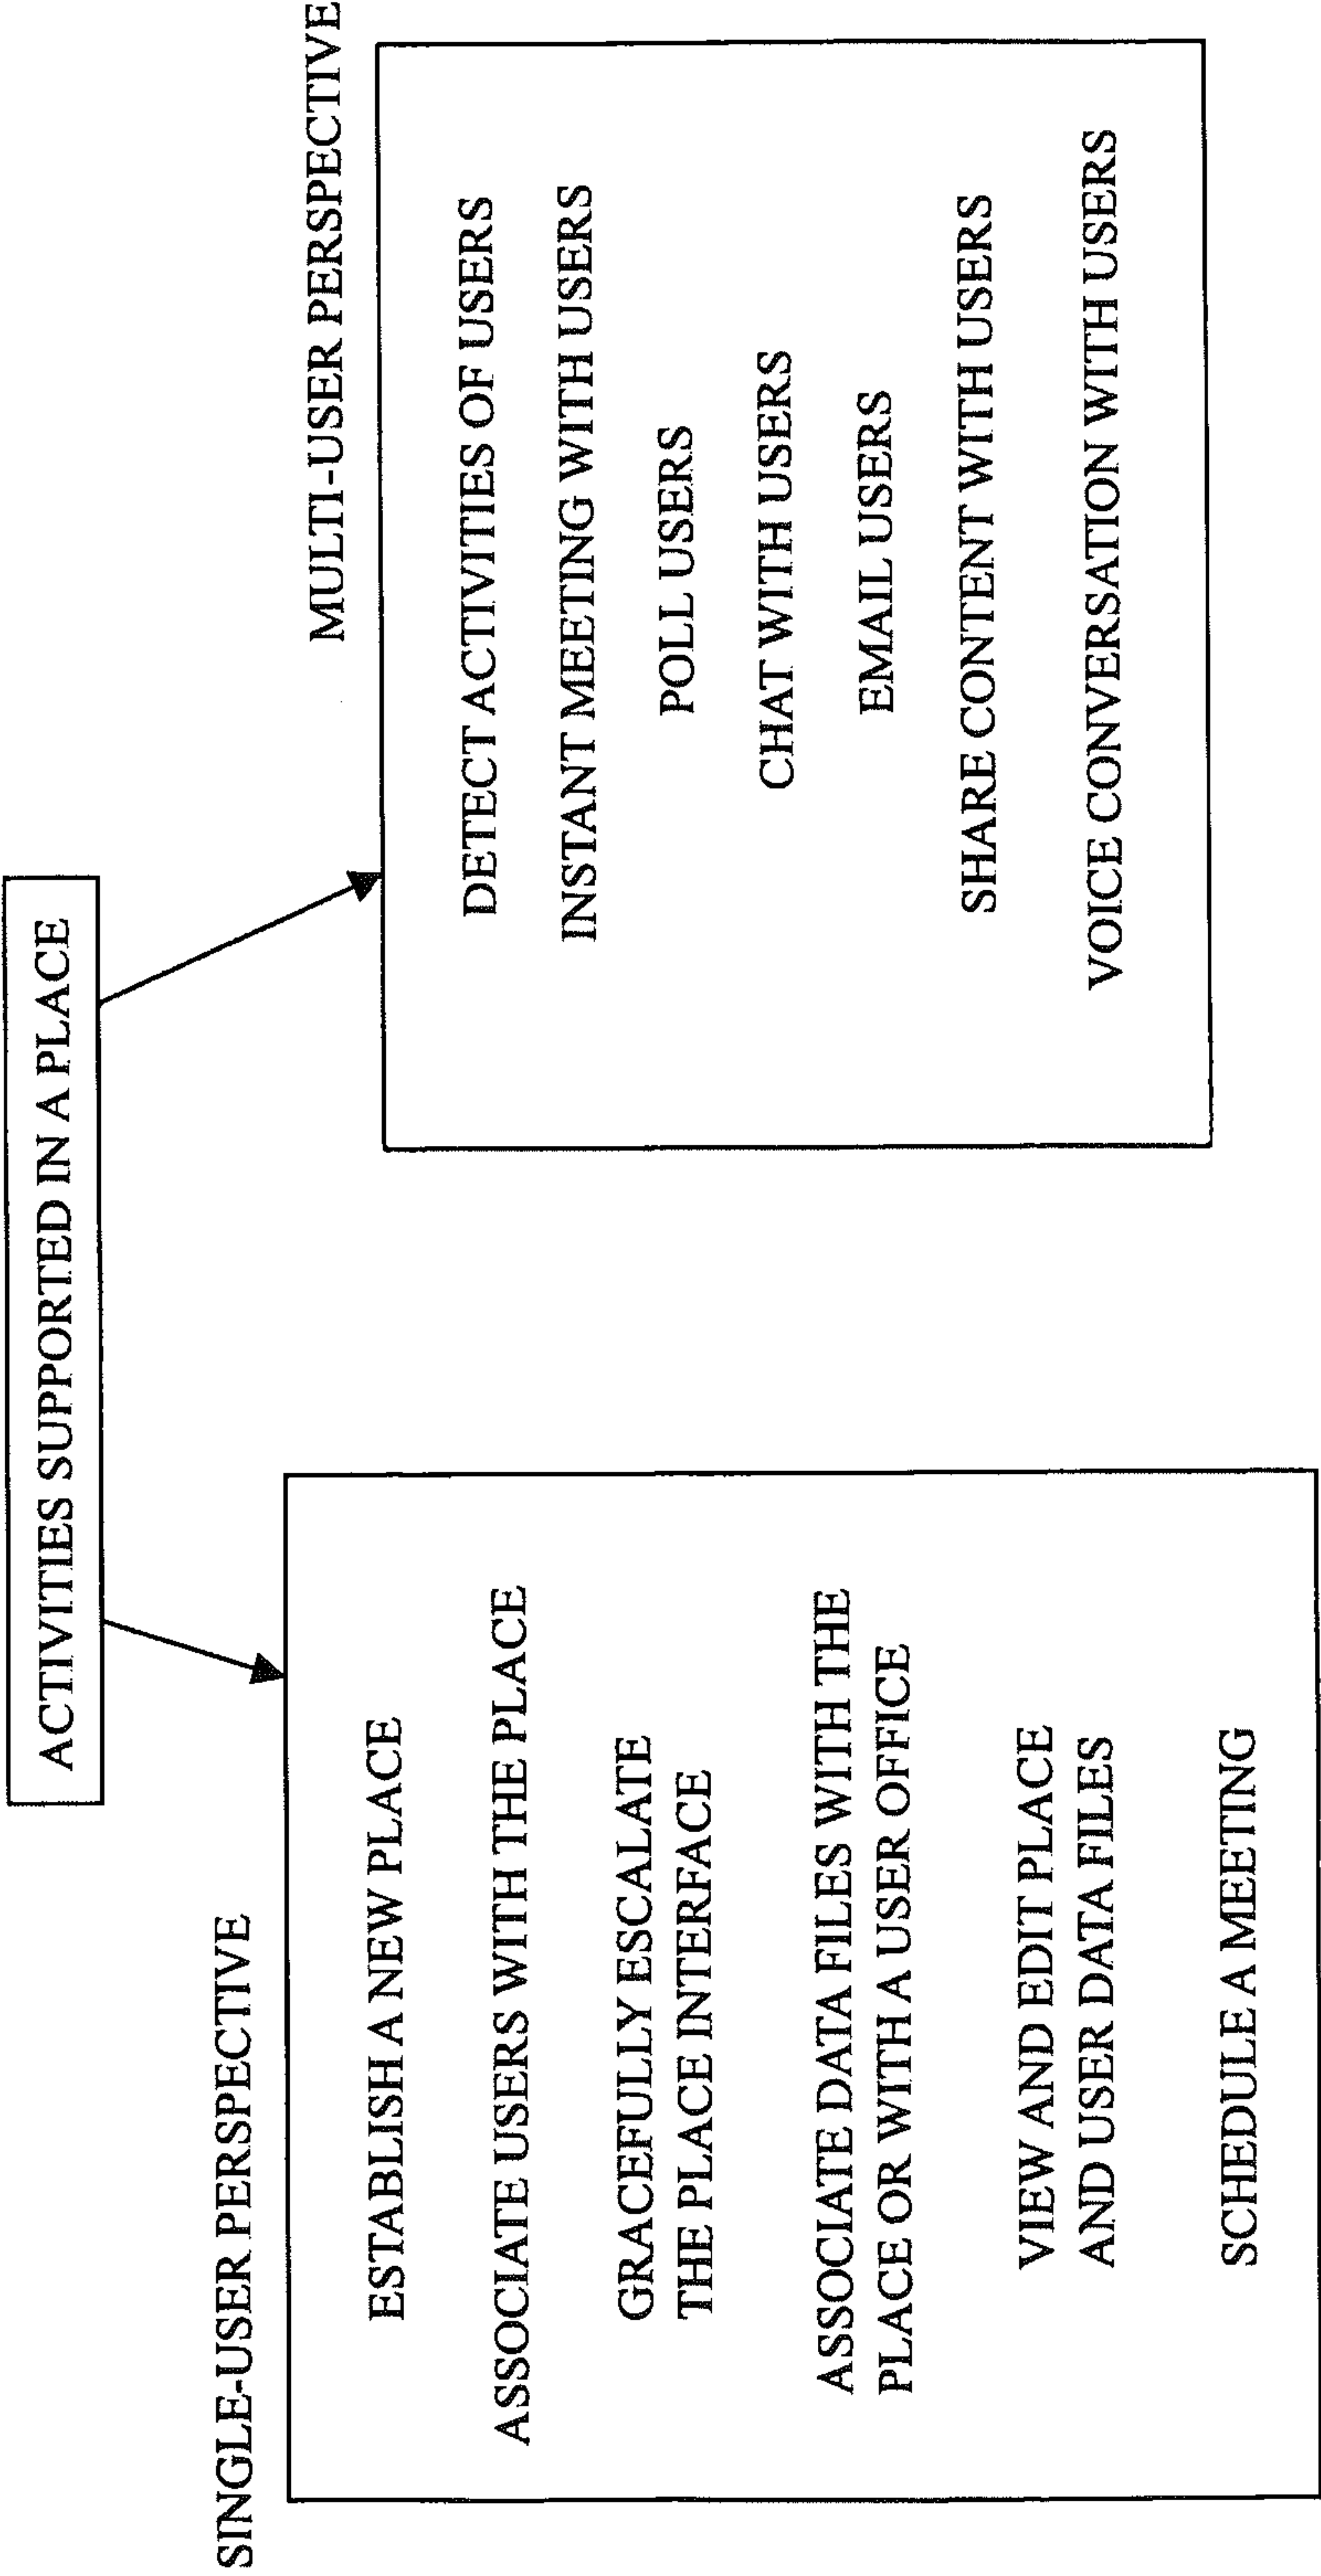 ACTIVITIES SUPPORTED IN A PLACE
SINGLE-USER PERSPECTIVE
ESTABLISH A NEW PLACE
ASSOCIATE USERS WITH THE PLACE
GRACEFULLY ESCALATE
THE PLACE INTERFACE
ASSOCIATE DATA FILES WITH THE
PLACE OR WITH A USER OFFICE
VIEW AND EDIT PLACE
AND USER DATA FILES
SCHEDULE A MEETING
MULTI-USER PERSPECTIVE
DETECT ACTIVITIES OF USERS
INSTANT MEETING WITH USERS
POLL USERS
CHAT WITH USERS
EMAIL USERS
SHARE CONTENT WITH USERS
VOICE CONVERSATION WITH USERS